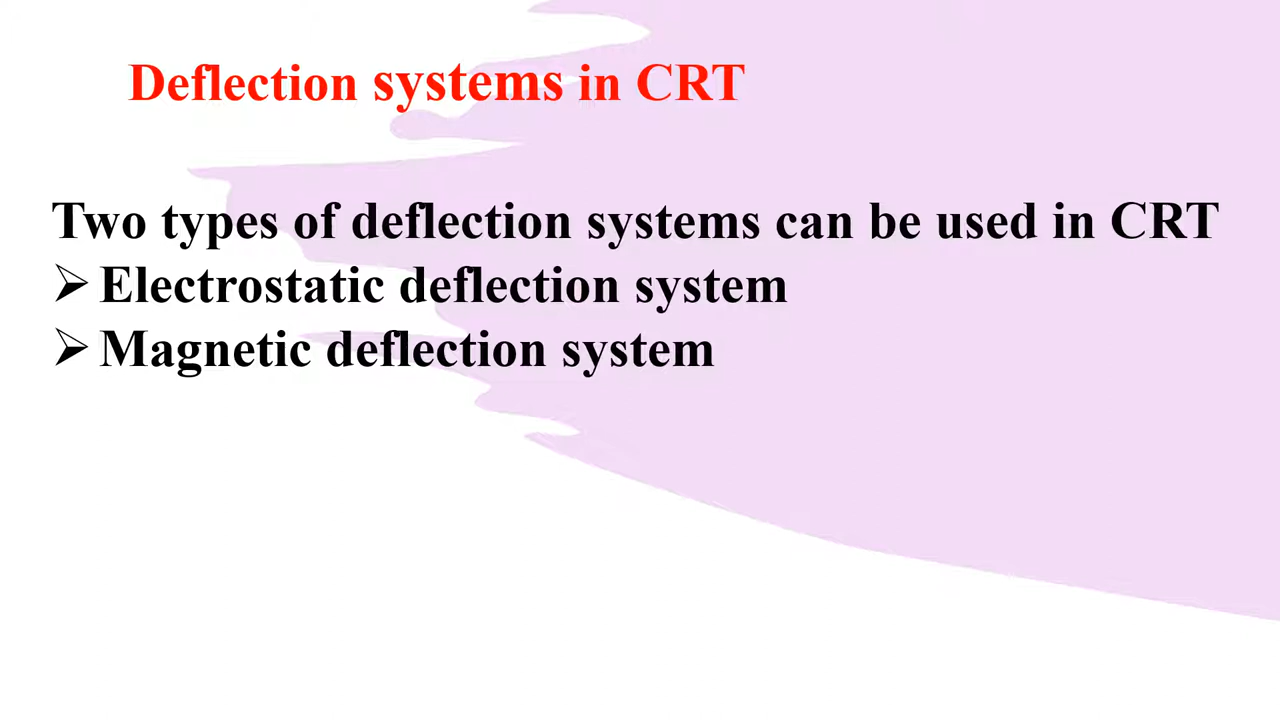 Deflection systems in CRT
Two types of deflection systems can be used in CRT
➢ Electrostatic deflection system
➢ Magnetic deflection system